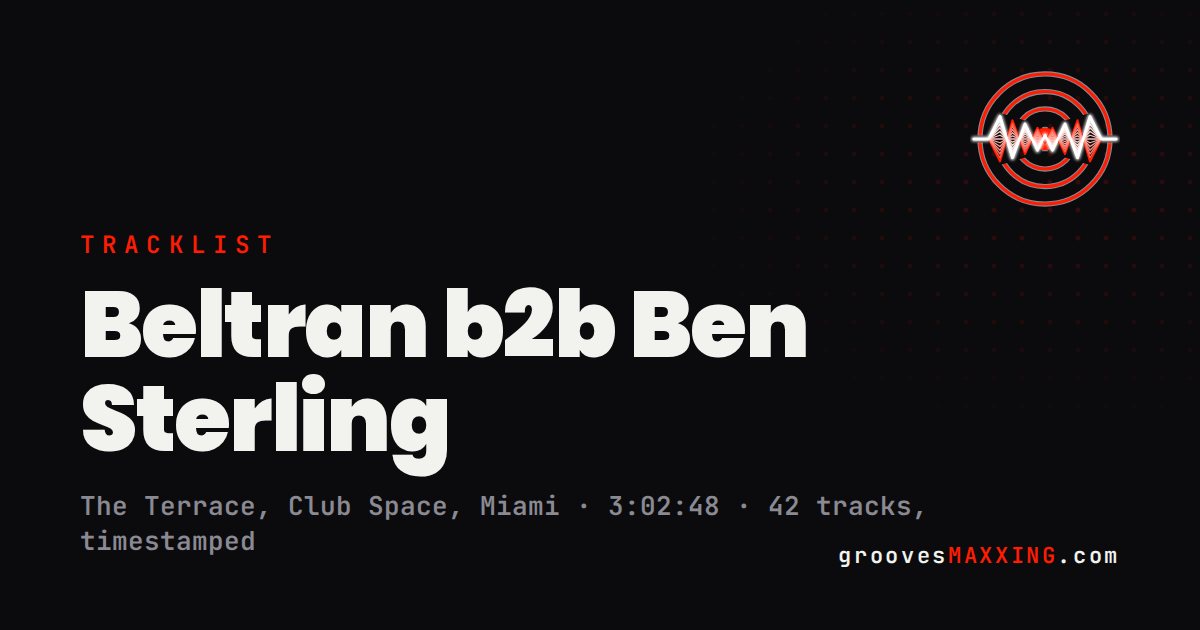 TRACKLIST
Beltran b2b Ben
Sterling
The Terrace, Club Space, Miami · 3:02:48 · 42 tracks,
timestamped
groovesMAXXING.com